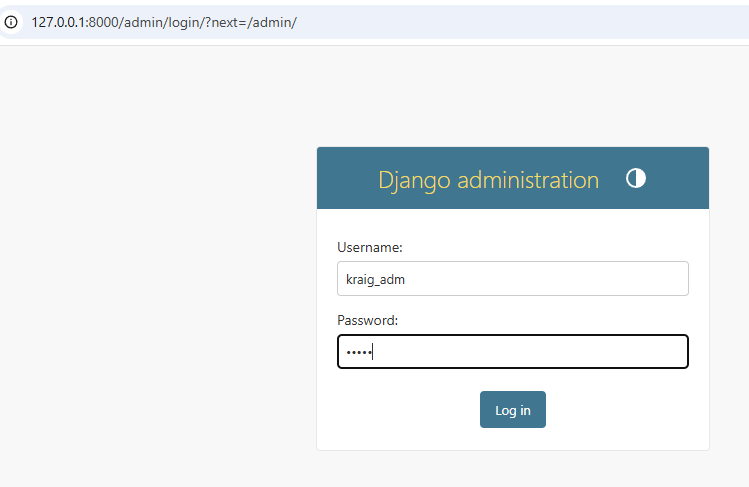 127.0.0.1:8000/admin/login/?next=/admin/
Django administration
Username:
kraig_adm
Password:
•••••
Log in